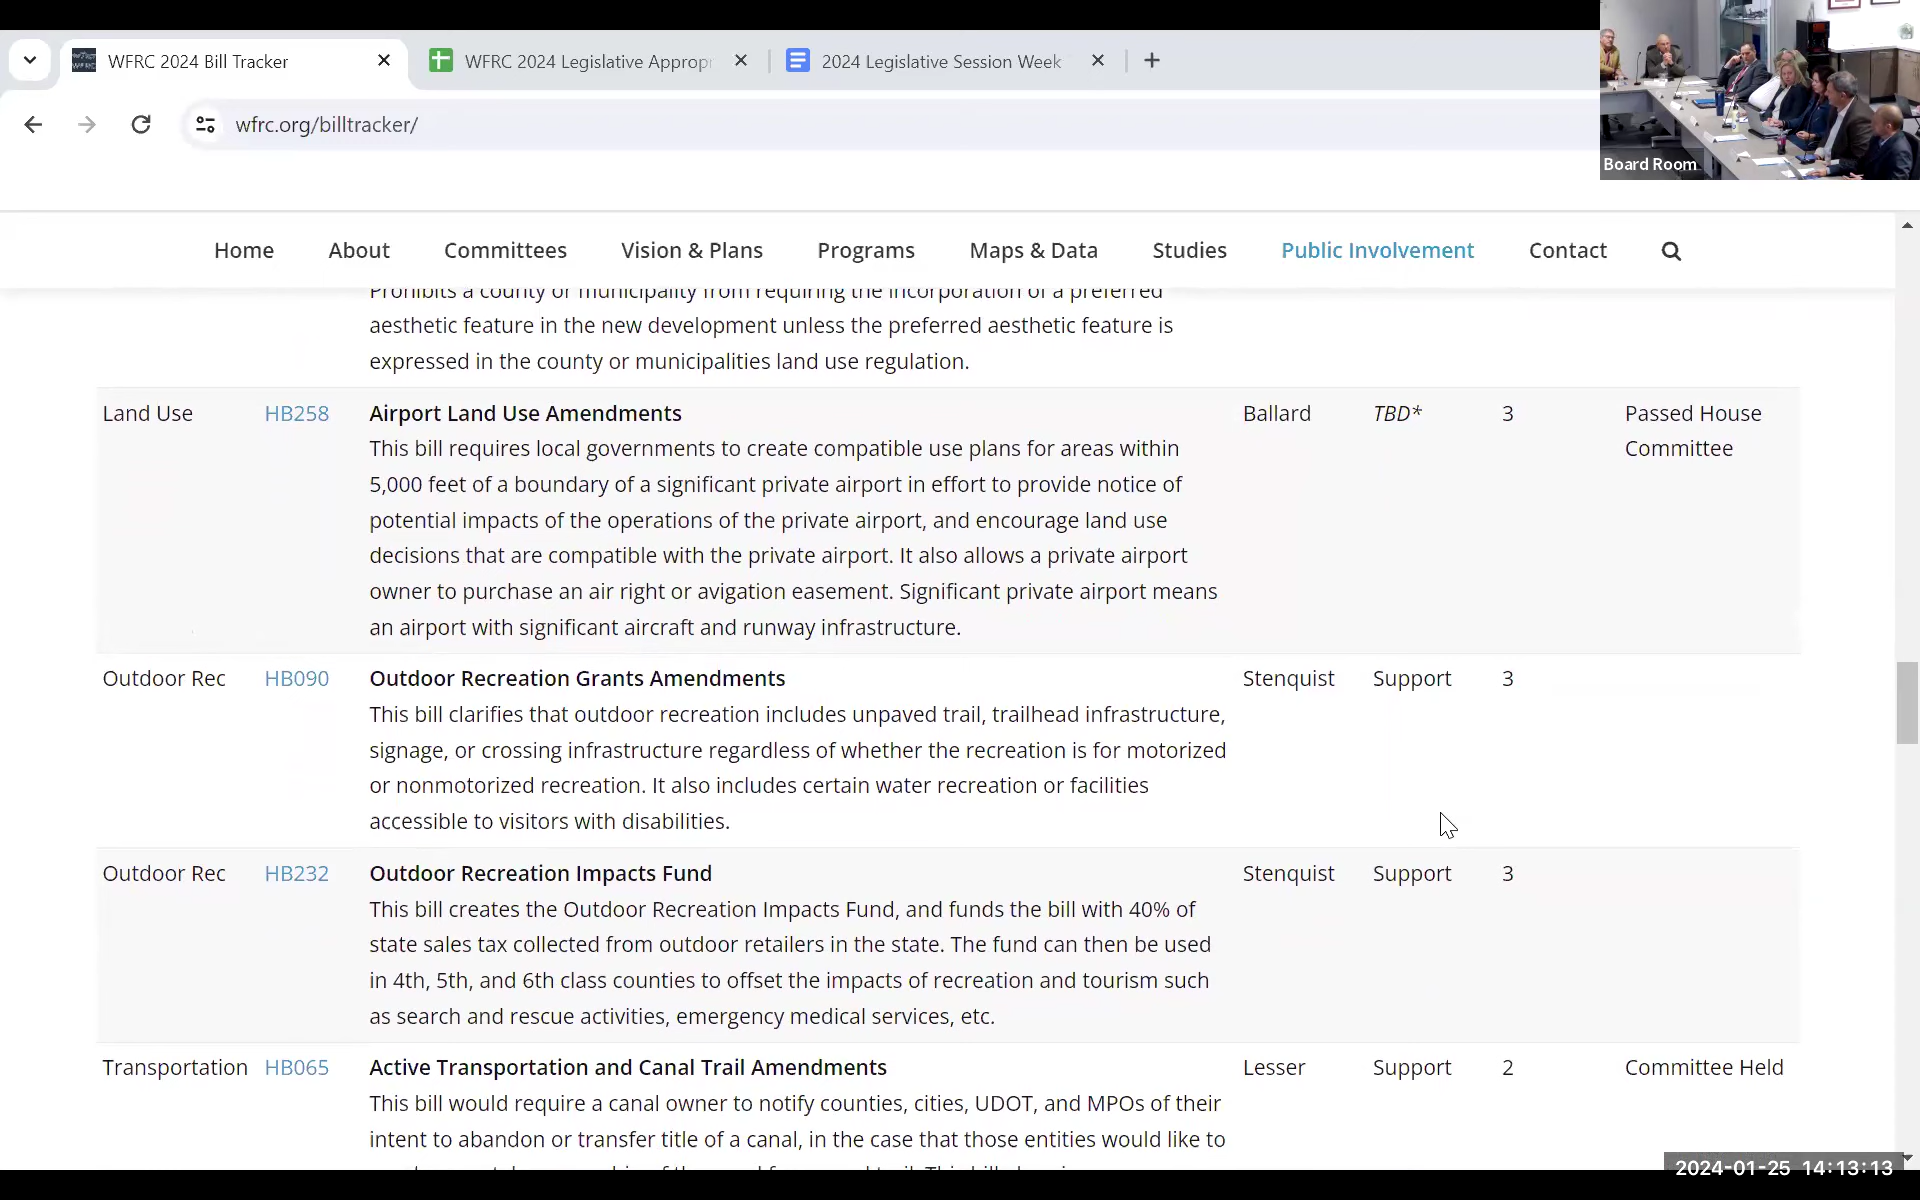 WFRC 2024 Bill Tracker
WFRC 2024 Legislative Approp
2024 Legislative Session Week
wfrc.org/billtracker/
Board Room
Home About Committees Vision & Plans Programs Maps & Data Studies Public Involvement Contact
Prohibits a county or municipality from requiring the incorporation of a preferred
aesthetic feature in the new development unless the preferred aesthetic feature is
expressed in the county or municipalities land use regulation.
Land Use HB258 Airport Land Use Amendments Ballard TBD* 3 Passed House
This bill requires local governments to create compatible use plans for areas within Committee
5,000 feet of a boundary of a significant private airport in effort to provide notice of
potential impacts of the operations of the private airport, and encourage land use
decisions that are compatible with the private airport. It also allows a private airport
owner to purchase an air right or avigation easement. Significant private airport means
an airport with significant aircraft and runway infrastructure.
Outdoor Rec HB090 Outdoor Recreation Grants Amendments Stenquist Support 3
This bill clarifies that outdoor recreation includes unpaved trail, trailhead infrastructure,
signage, or crossing infrastructure regardless of whether the recreation is for motorized
or nonmotorized recreation. It also includes certain water recreation or facilities
accessible to visitors with disabilities.
Outdoor Rec HB232 Outdoor Recreation Impacts Fund Stenquist Support 3
This bill creates the Outdoor Recreation Impacts Fund, and funds the bill with 40% of
state sales tax collected from outdoor retailers in the state. The fund can then be used
in 4th, 5th, and 6th class counties to offset the impacts of recreation and tourism such
as search and rescue activities, emergency medical services, etc.
Transportation HB065 Active Transportation and Canal Trail Amendments Lesser Support 2 Committee Held
This bill would require a canal owner to notify counties, cities, UDOT, and MPOs of their
intent to abandon or transfer title of a canal, in the case that those entities would like to
2024-01-25 14:13:13